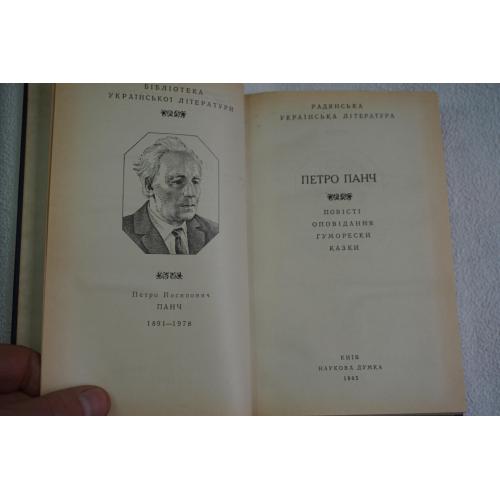 БІБЛІОТЕКА
УКРАЇНСЬКОЇ ЛІТЕРАТУРИ
Петро Йосипович
ПАНЧ
1891—1978
РАДЯНСЬКА
УКРАЇНСЬКА ЛІТЕРАТУРА
ПЕТРО ПАНЧ
ПОВІСТІ
ОПОВІДАННЯ
ГУМОРЕСКИ
КАЗКИ
КИЇВ
НАУКОВА ДУМКА
1985